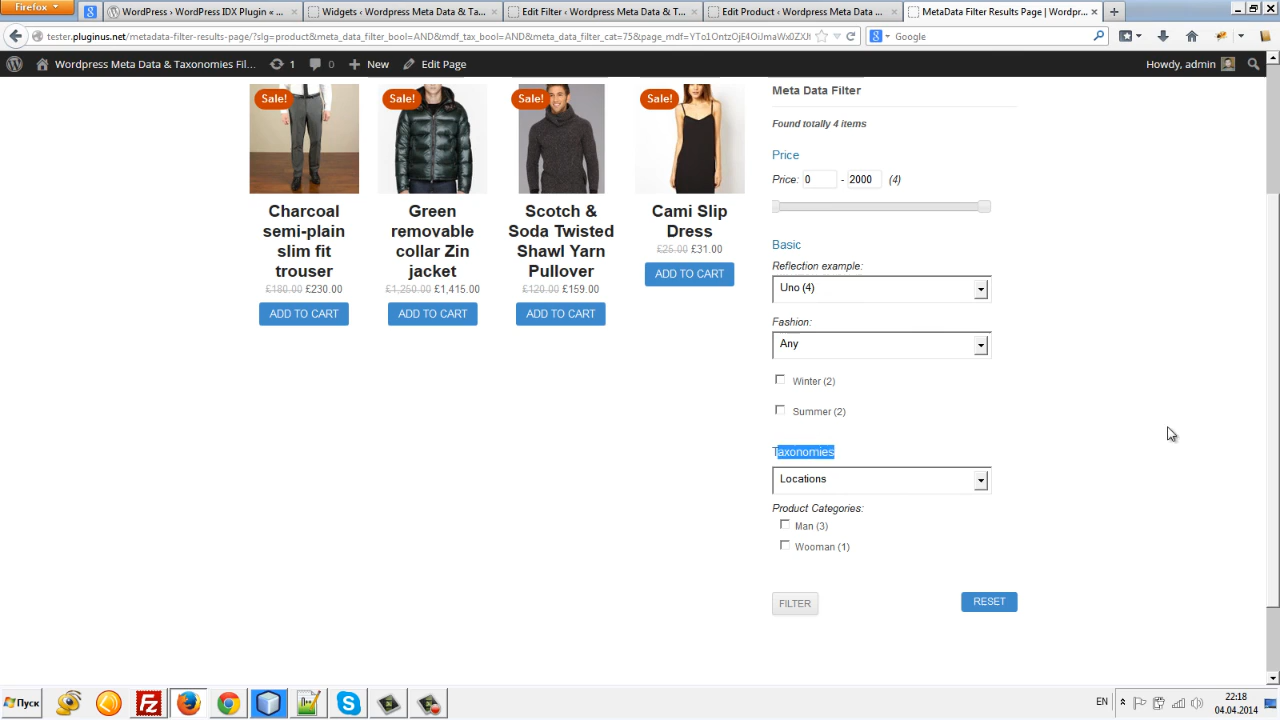 Firefox
WordPress › WordPress IDX Plugin « ...
Widgets ‹ Wordpress Meta Data & Ta...
Edit Filter ‹ Wordpress Meta Data & T...
Edit Product ‹ Wordpress Meta Data ...
MetaData Filter Results Page | Wordpr...
tester.pluginus.net/metadata-filter-results-page/?slg=product&meta_data_filter_bool=AND&mdf_tax_bool=AND&meta_data_filter_cat=75&page_mdf=
Google
Wordpress Meta Data & Taxonomies Fil...
1
0
New
Edit Page
Howdy, admin
Sale!
Sale!
Sale!
Sale!
Charcoal
semi-plain
slim fit
trouser
£180.00 £230.00
ADD TO CART
Green
removable
collar Zin
jacket
£1,250.00 £1,415.00
ADD TO CART
Scotch &
Soda Twisted
Shawl Yarn
Pullover
£120.00 £159.00
ADD TO CART
Cami Slip
Dress
£25.00 £31.00
ADD TO CART
Meta Data Filter
Found totally 4 items
Price
Price: 0 - 2000 (4)
Basic
Reflection example:
Uno (4)
Fashion:
Any
Winter (2)
Summer (2)
Taxonomies
Locations
Product Categories:
Man (3)
Wooman (1)
FILTER
RESET
Пуск
EN
22:18
04.04.2014